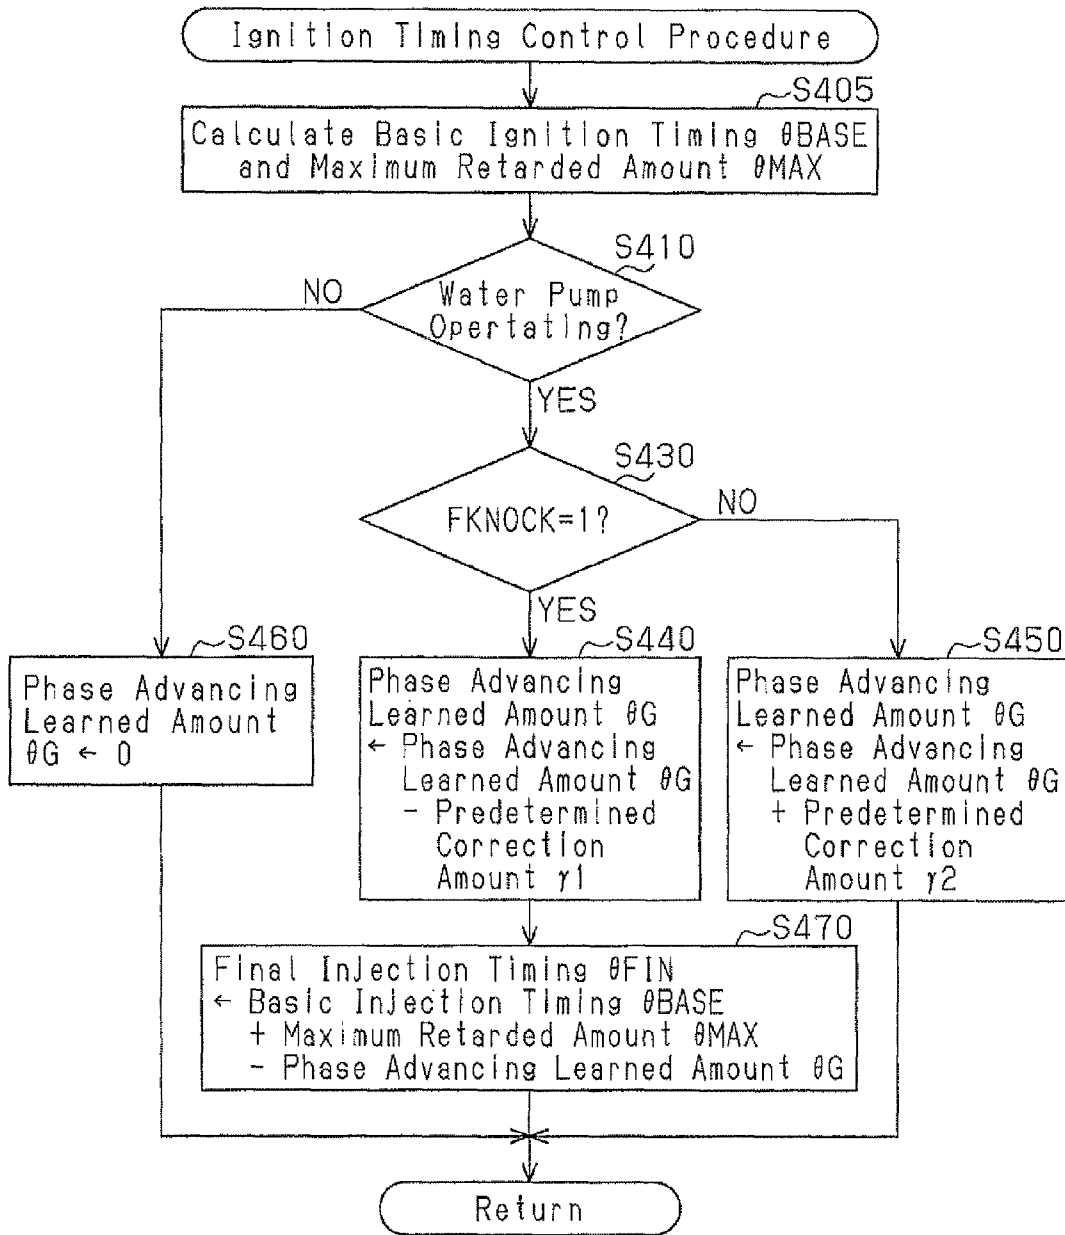 Ignition Timing Control Procedure
S405
Calculate Basic Ignition Timing θBASE
and Maximum Retarded Amount θMAX
S410
NO
Water Pump
Opertating?
YES
S430
NO
FKNOCK=1?
YES
S460
Phase Advancing
Learned Amount
θG ← 0
S440
Phase Advancing
Learned Amount θG
← Phase Advancing
Learned Amount θG
- Predetermined
Correction
Amount γ1
S450
Phase Advancing
Learned Amount θG
← Phase Advancing
Learned Amount θG
+ Predetermined
Correction
Amount γ2
S470
Final Injection Timing θFIN
← Basic Injection Timing θBASE
+ Maximum Retarded Amount θMAX
- Phase Advancing Learned Amount θG
Return